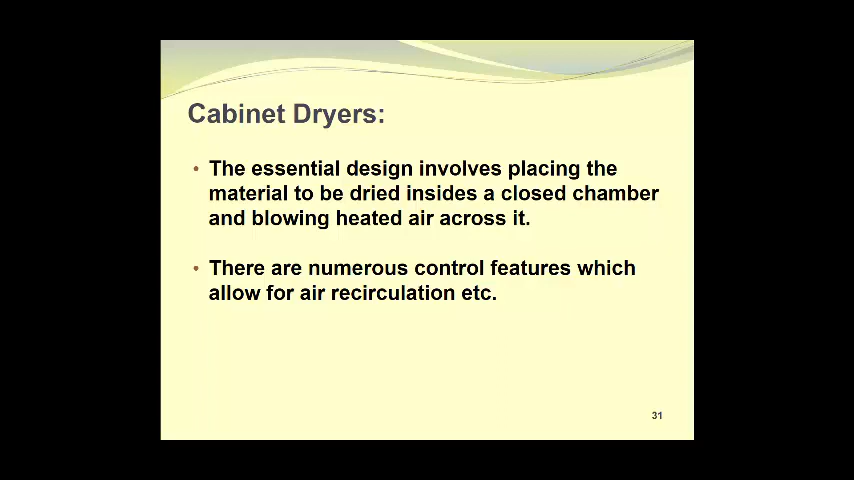 Cabinet Dryers:
• The essential design involves placing the
material to be dried insides a closed chamber
and blowing heated air across it.
• There are numerous control features which
allow for air recirculation etc.
31